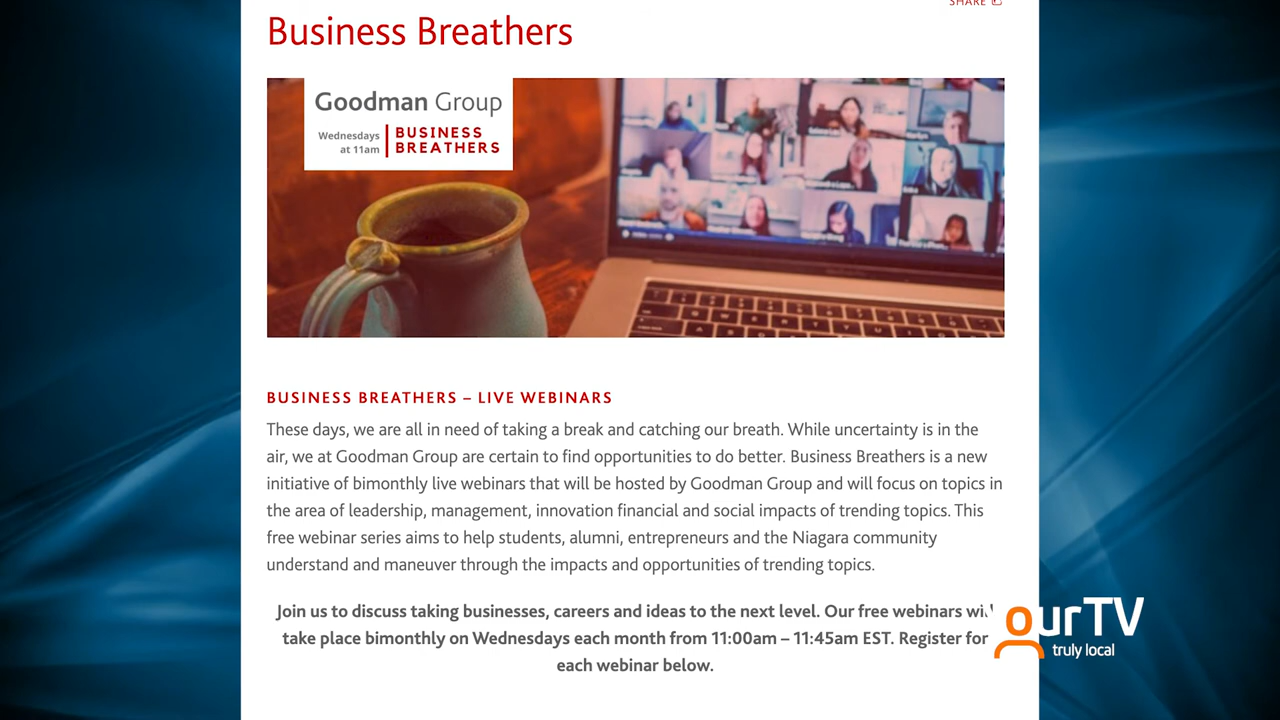 SHARE
Business Breathers
Goodman Group
Wednesdays
at 11am
BUSINESS
BREATHERS
BUSINESS BREATHERS – LIVE WEBINARS
These days, we are all in need of taking a break and catching our breath. While uncertainty is in the
air, we at Goodman Group are certain to find opportunities to do better. Business Breathers is a new
initiative of bimonthly live webinars that will be hosted by Goodman Group and will focus on topics in
the area of leadership, management, innovation financial and social impacts of trending topics. This
free webinar series aims to help students, alumni, entrepreneurs and the Niagara community
understand and maneuver through the impacts and opportunities of trending topics.
Join us to discuss taking businesses, careers and ideas to the next level. Our free webinars will
take place bimonthly on Wednesdays each month from 11:00am – 11:45am EST. Register for
each webinar below.
ourTV
truly local